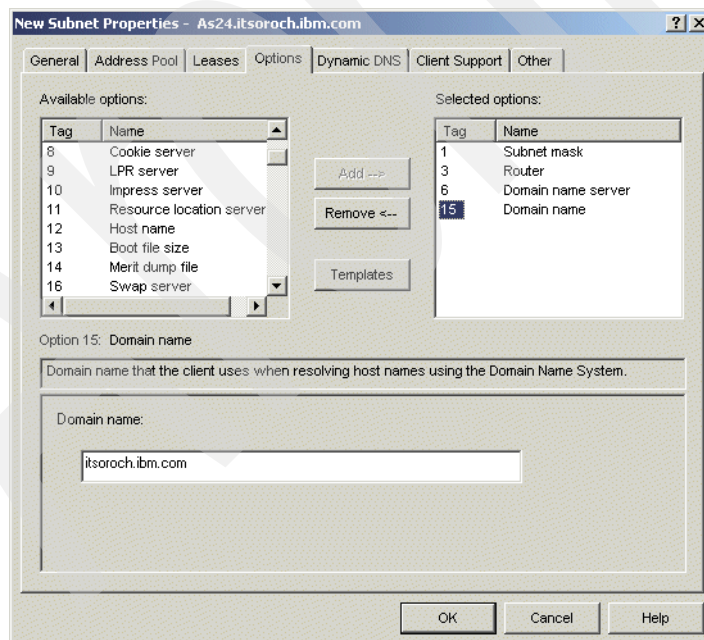 New Subnet Properties - As24.itsoroch.ibm.com
General Address Pool Leases Options Dynamic DNS Client Support Other
Available options: Selected options:
Tag Name Tag Name
8 Cookie server 1 Subnet mask
9 LPR server 3 Router
10 Impress server 6 Domain name server
11 Resource location server 15 Domain name
12 Host name
13 Boot file size
14 Merit dump file
16 Swap server
Add -->
Remove <--
Templates
Option 15: Domain name
Domain name that the client uses when resolving host names using the Domain Name System.
Domain name:
itsoroch.ibm.com
OK Cancel Help